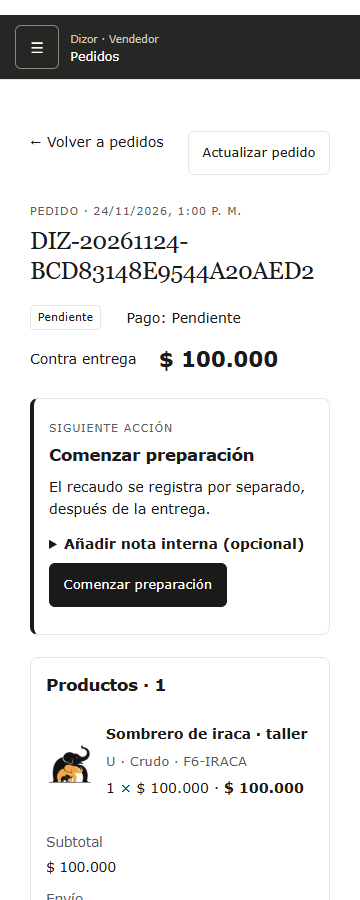 ☰
Dizor · Vendedor
Pedidos
← Volver a pedidos
Actualizar pedido
PEDIDO · 24/11/2026, 1:00 P. M.
DIZ-20261124-
BCD83148E9544A20AED2
Pendiente
Pago: Pendiente
Contra entrega
$ 100.000
SIGUIENTE ACCIÓN
Comenzar preparación
El recaudo se registra por separado,
después de la entrega.
▶ Añadir nota interna (opcional)
Comenzar preparación
Productos · 1
Sombrero de iraca · taller
U · Crudo · F6-IRACA
1 × $ 100.000 · $ 100.000
Subtotal
$ 100.000
Envío